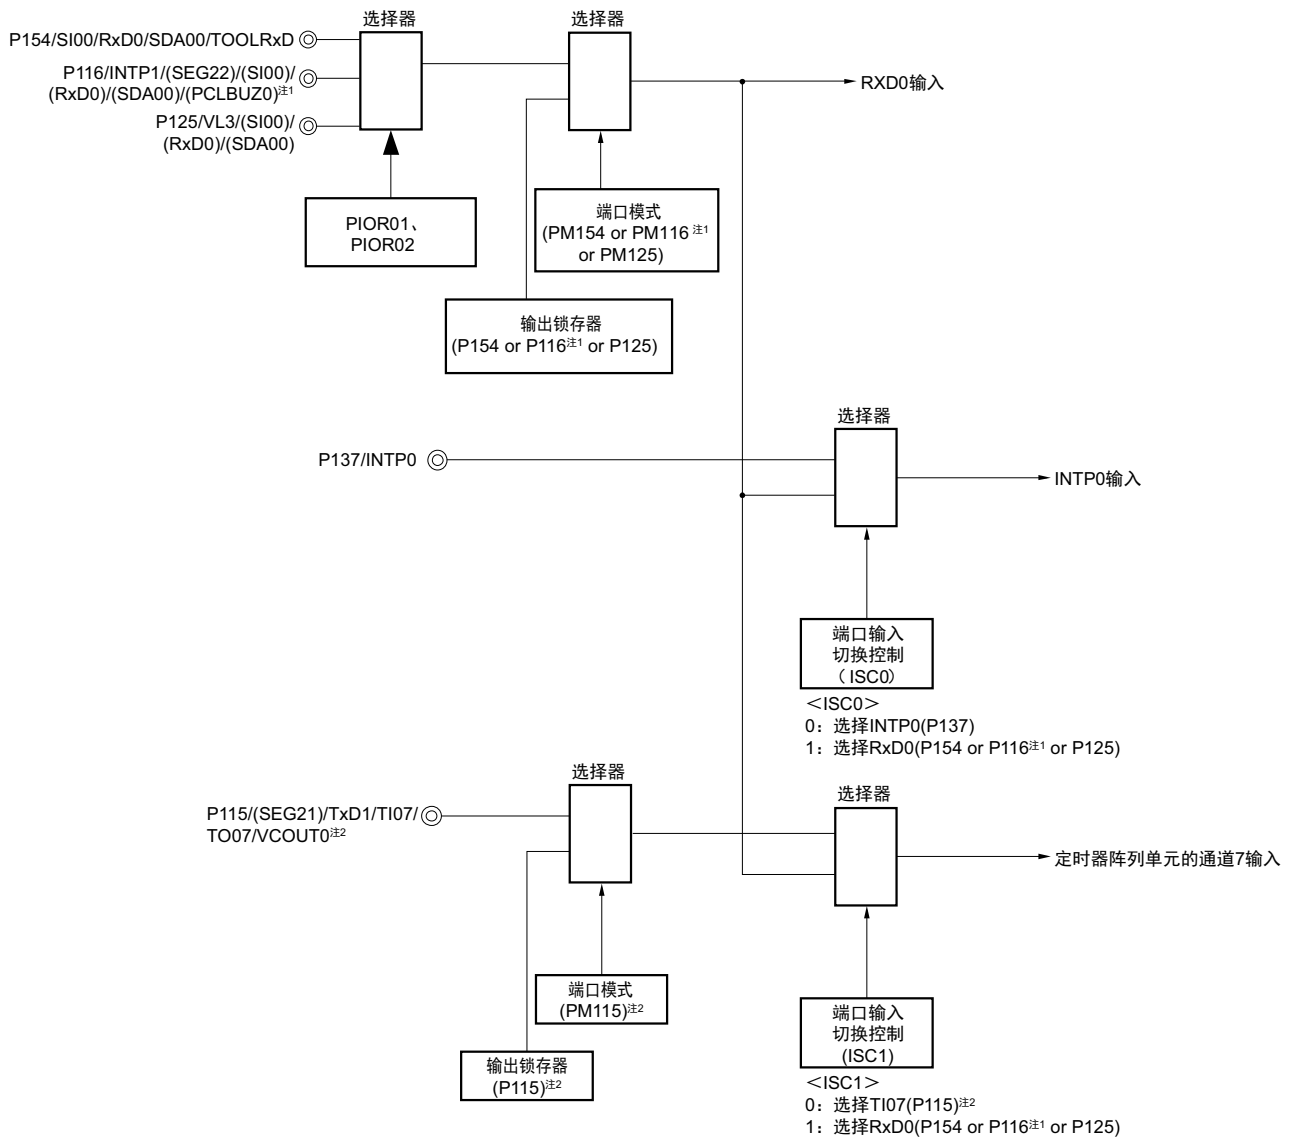 选择器
P154/SI00/RxD0/SDA00/TOOLRxD
P116/INTP1/(SEG22)/(SI00)/
(RxD0)/(SDA00)/(PCLBUZ0)注1
P125/VL3/(SI00)/
(RxD0)/(SDA00)
PIOR01、
PIOR02
选择器
RXD0输入
端口模式
(PM154 or PM116 注1
or PM125)
输出锁存器
(P154 or P116注1 or P125)
选择器
P137/INTP0
INTP0输入
端口输入
切换控制
（ISC0）
＜ISC0＞
0：选择INTP0(P137)
1：选择RxD0(P154 or P116注1 or P125)
选择器
P115/(SEG21)/TxD1/TI07/
TO07/VCOUT0注2
选择器
定时器阵列单元的通道7输入
端口模式
(PM115)注2
输出锁存器
(P115)注2
端口输入
切换控制
(ISC1)
＜ISC1＞
0：选择TI07(P115)注2
1：选择RxD0(P154 or P116注1 or P125)